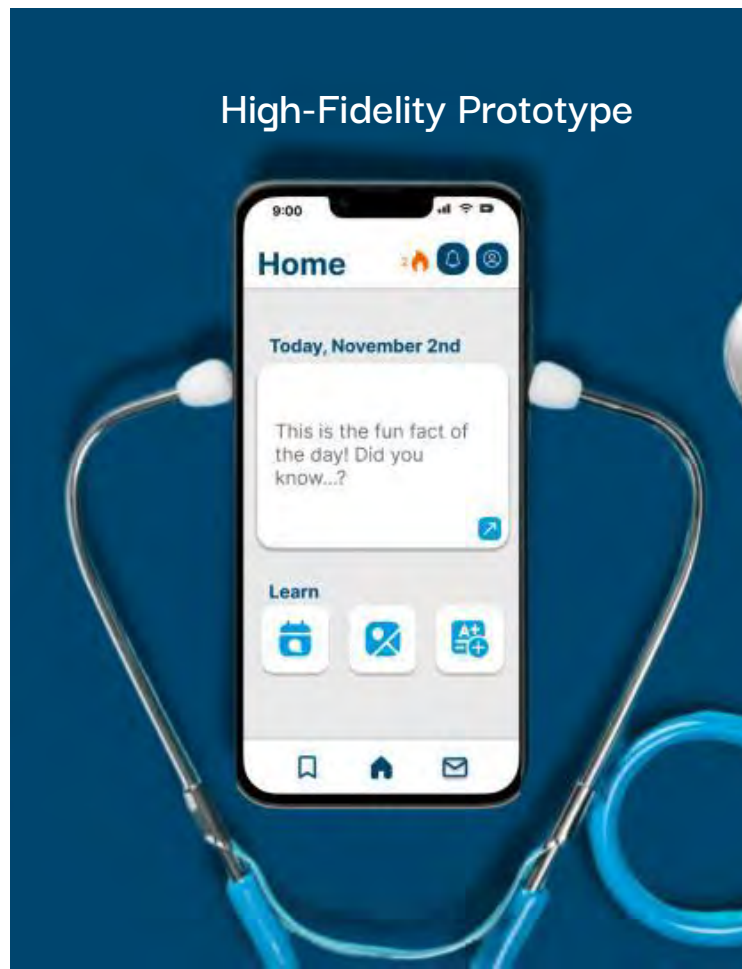 High-Fidelity Prototype
9:00
Home
2
Today, November 2nd
This is the fun fact of
the day! Did you
know...?
Learn
A+